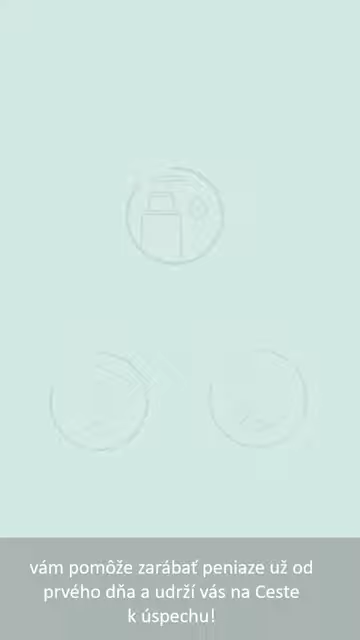 vám pomôže zarábať peniaze už od
prvého dňa a udrží vás na Ceste
k úspechu!